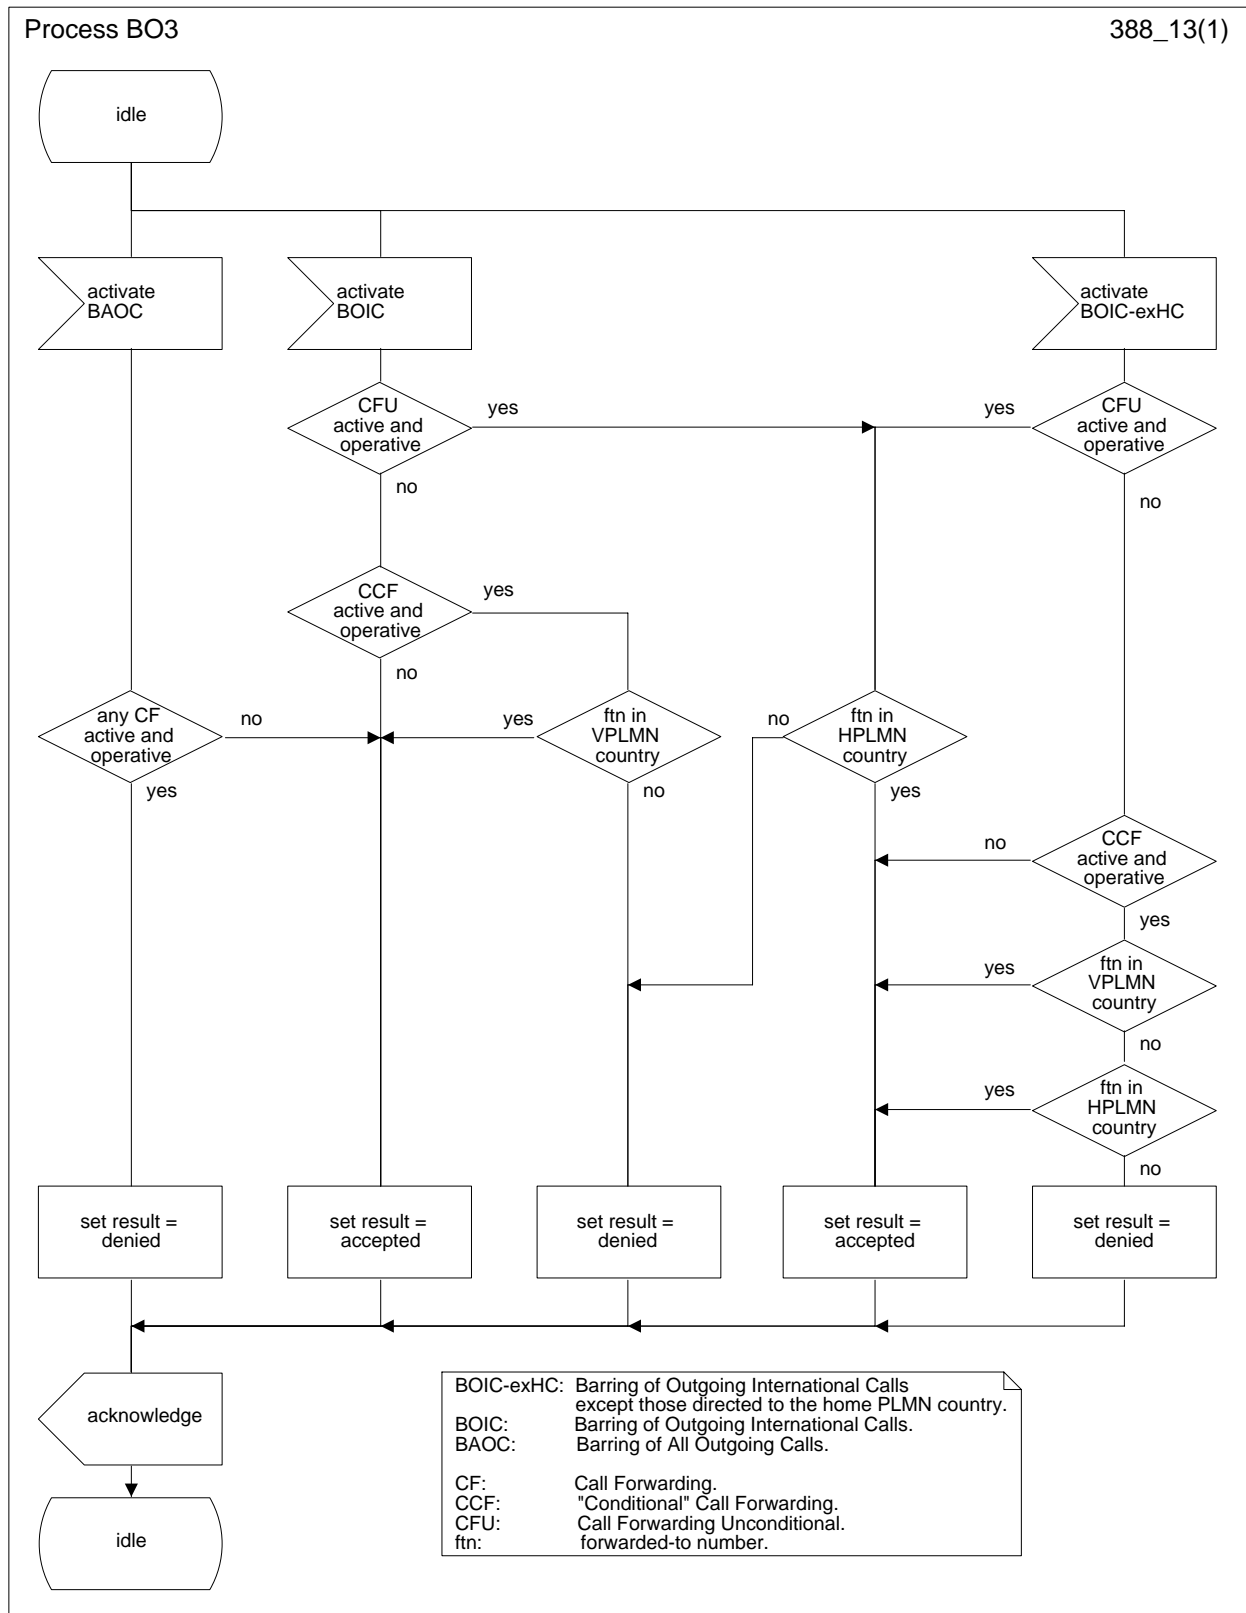 Process BO3
388_13(1)
idle
activate
BAOC
activate
BOIC
activate
BOIC-exHC
CFU
active and
operative
yes
no
yes
CFU
active and
operative
no
CCF
active and
operative
yes
no
any CF
active and
operative
no
yes
yes
ftn in
VPLMN
country
no
no
ftn in
HPLMN
country
yes
no
CCF
active and
operative
yes
yes
ftn in
VPLMN
country
no
yes
ftn in
HPLMN
country
no
set result =
denied
set result =
accepted
set result =
denied
set result =
accepted
set result =
denied
acknowledge
idle
BOIC-exHC: Barring of Outgoing International Calls
except those directed to the home PLMN country.
BOIC: Barring of Outgoing International Calls.
BAOC: Barring of All Outgoing Calls.
CF: Call Forwarding.
CCF: "Conditional" Call Forwarding.
CFU: Call Forwarding Unconditional.
ftn: forwarded-to number.